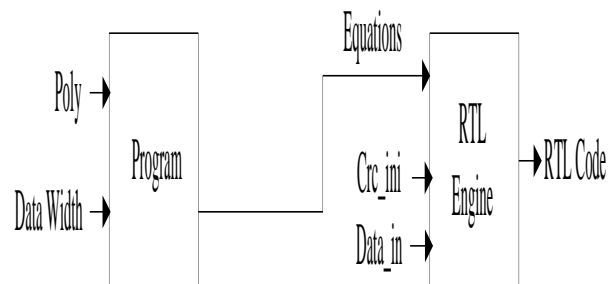 Poly
Data Width
Program
Equations
Crc_ini
Data_in
RTL
Engine
RTL Code